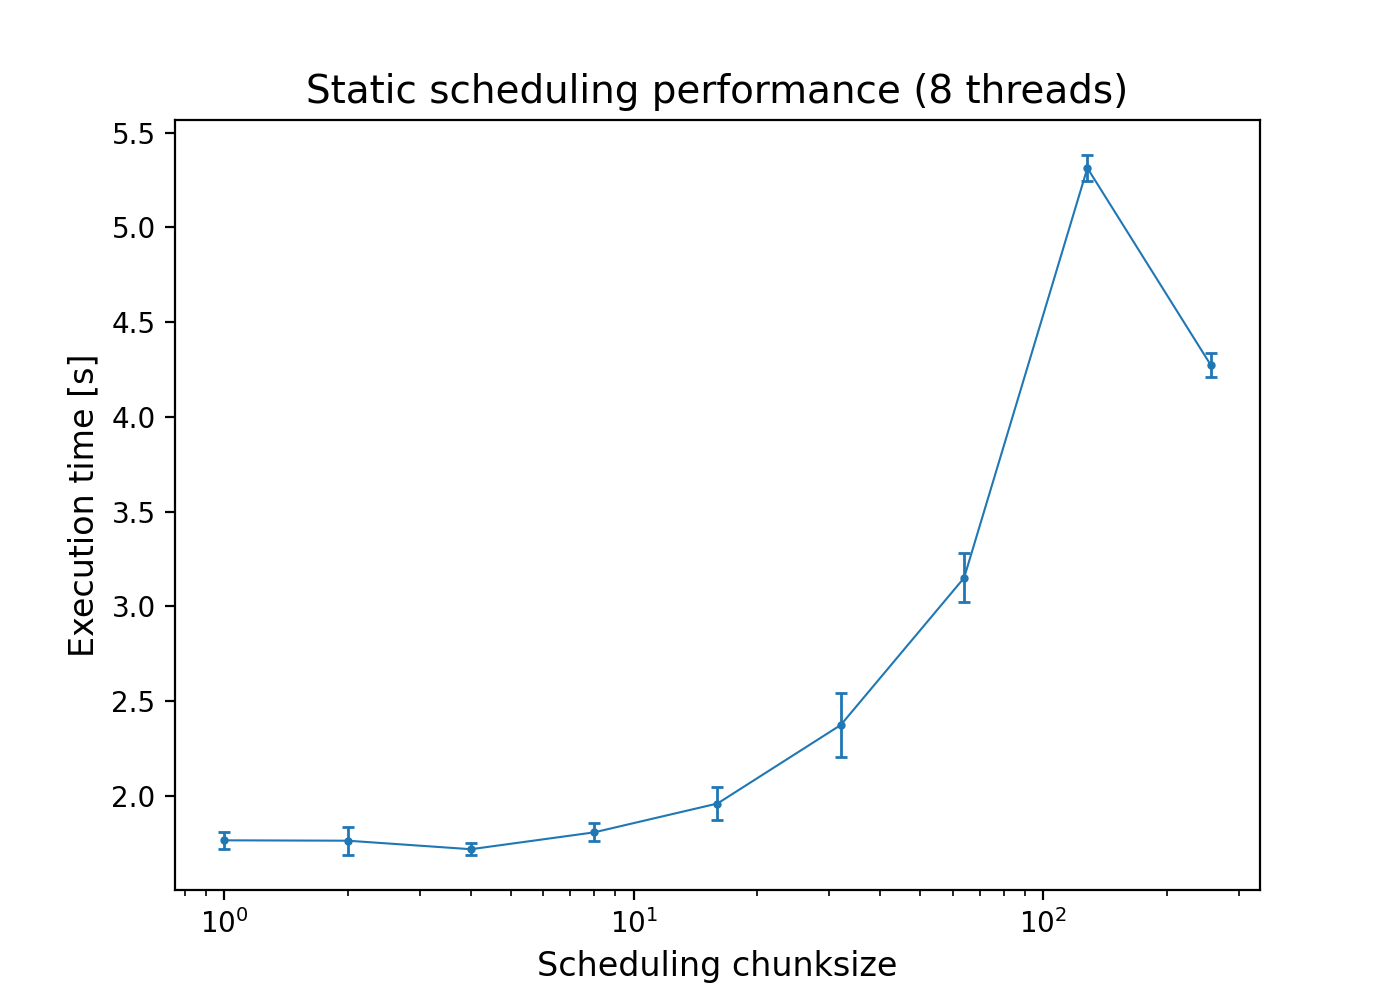 Static scheduling performance (8 threads)
5.5
5.0
4.5
4.0
3.5
3.0
2.5
2.0
Execution time [s]
10⁰ 10¹ 10²
Scheduling chunksize